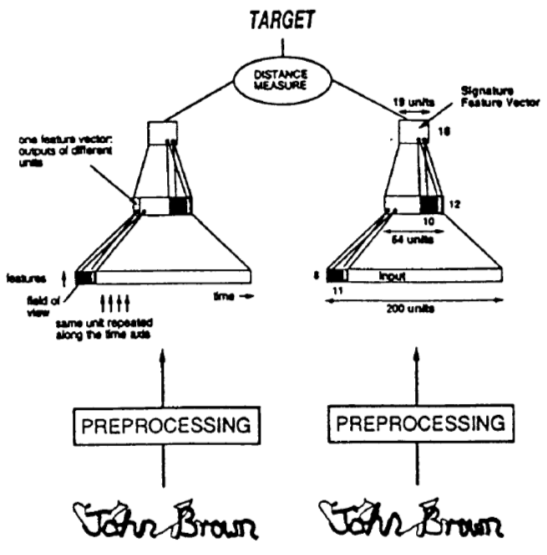 TARGET
DISTANCE
MEASURE
19 units
Signature
Feature Vector
16
one feature vector:
outputs of different
units
12
10
64 units
features
time
8
Input
11
field of
view
200 units
same unit repeated
along the time axis
PREPROCESSING
PREPROCESSING
John Brown
John Brown